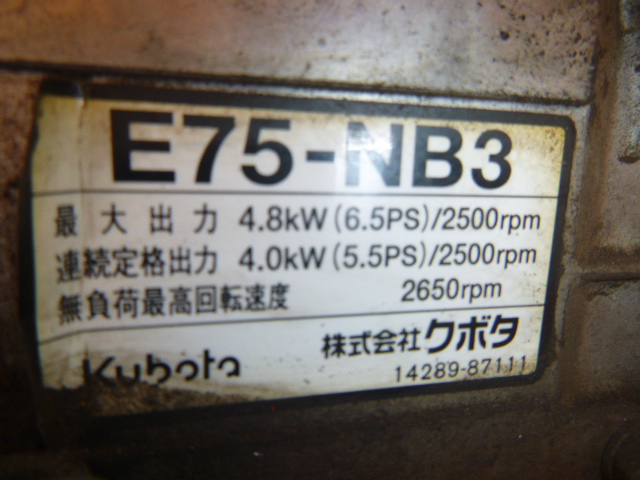 E75-NB3
最大出力 4.8kW(6.5PS)/2500rpm
連続定格出力 4.0kW(5.5PS)/2500rpm
無負荷最高回転速度 2650rpm
Kubota 株式会社クボタ
14289-87111